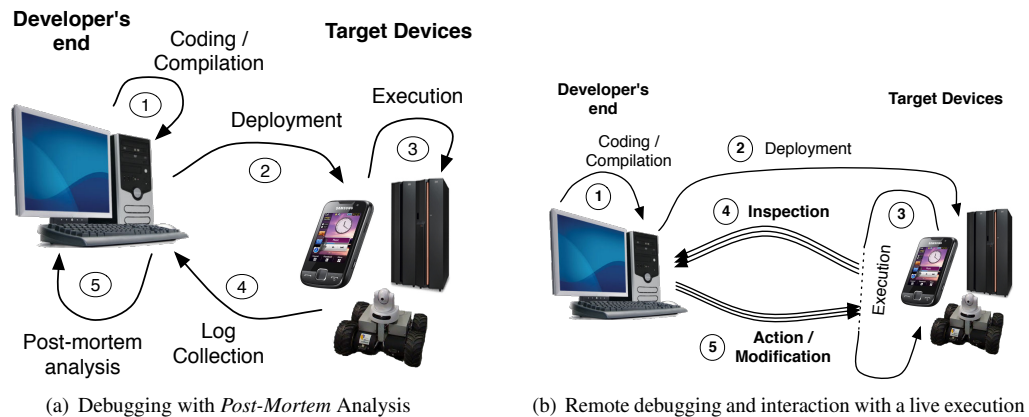 Developer's
end
Target Devices
Coding /
Compilation
1
Execution
3
Deployment
2
SAMSUNG
5
4
Post-mortem
analysis
Log
Collection
(a) Debugging with Post-Mortem Analysis
Developer's
end
Target Devices
Coding /
Compilation
1
2 Deployment
4 Inspection
3
Execution
5
Action /
Modification
(b) Remote debugging and interaction with a live execution